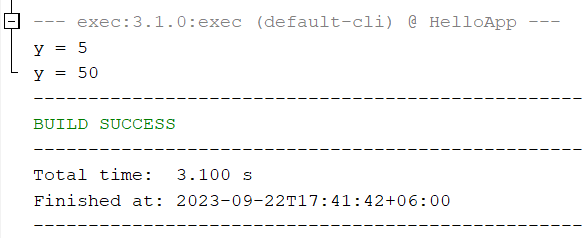 --- exec:3.1.0:exec (default-cli) @ HelloApp ---
y = 5
y = 50
------------------------------------------------
BUILD SUCCESS
------------------------------------------------
Total time:  3.100 s
Finished at: 2023-09-22T17:41:42+06:00
------------------------------------------------